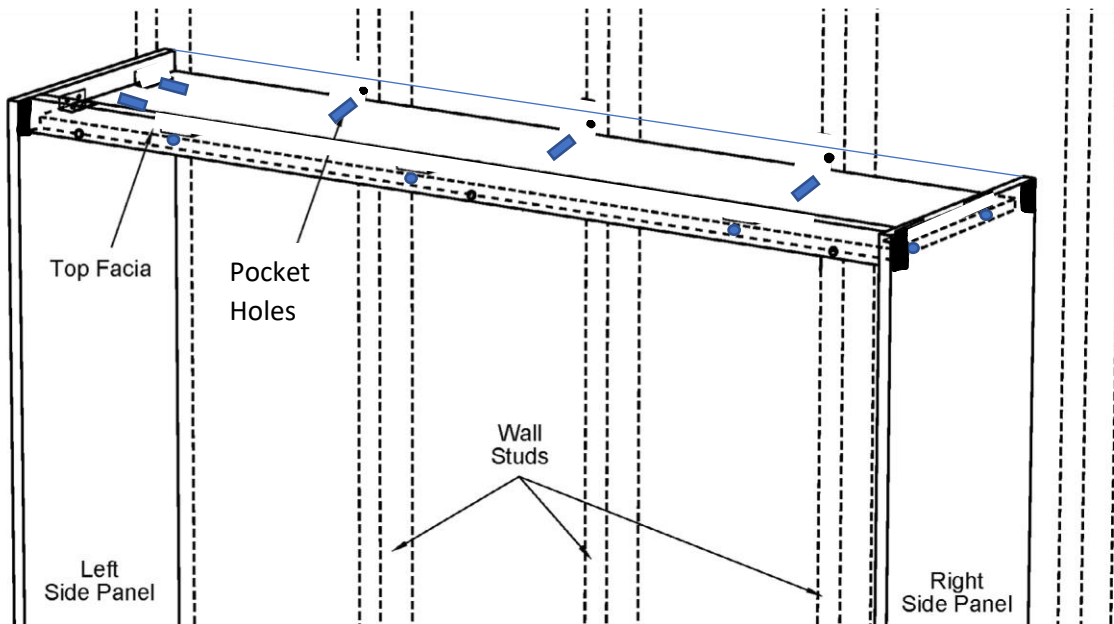 Top Facia
Pocket
Holes
Wall
Studs
Left
Side Panel
Right
Side Panel